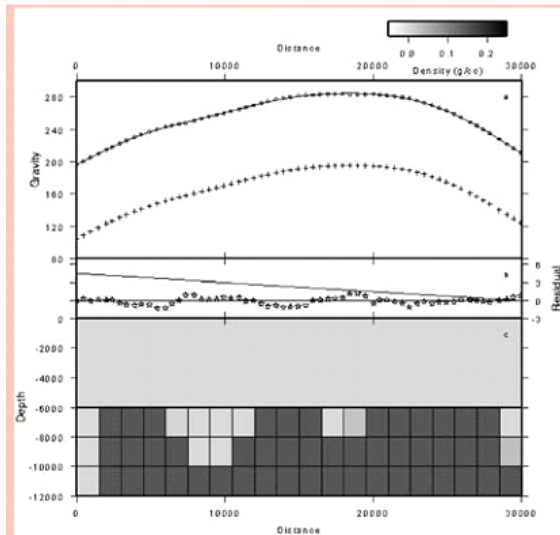 Distance
0.0 0.1 0.2
Density (g/cc)
0 10000 20000 30000
280
240
200
160
120
80
Gravity
a
6
3
0
-3
Residual
b
0
-2000
-4000
-6000
-8000
-10000
-12000
Depth
c
0 10000 20000 30000
Distance